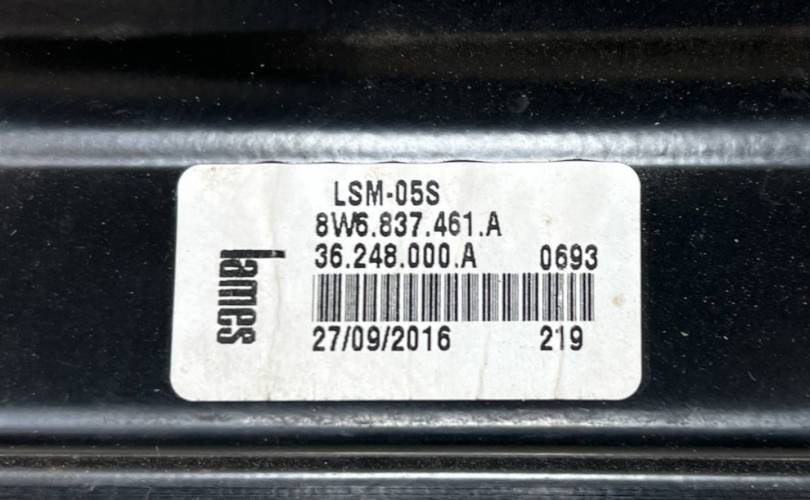 LSM-05S
8W6.837.461.A
36.248.000.A 0693
27/09/2016 219
lames